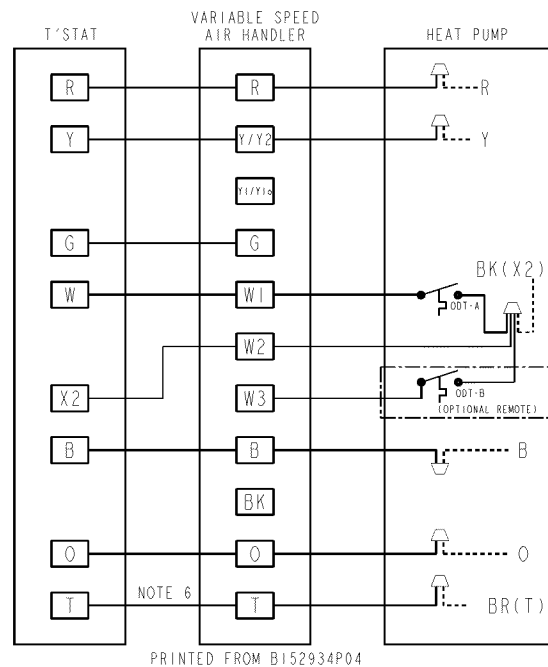 VARIABLE SPEED
T'STAT AIR HANDLER HEAT PUMP
R R R
Y Y/Y2 Y
Y1/Y1o
G G
BK(X2)
W W1
ODT-A
W2
X2 W3
ODT-B
(OPTIONAL REMOTE)
B B B
BK
O O O
NOTE 6
T T BR(T)
PRINTED FROM B152934P04